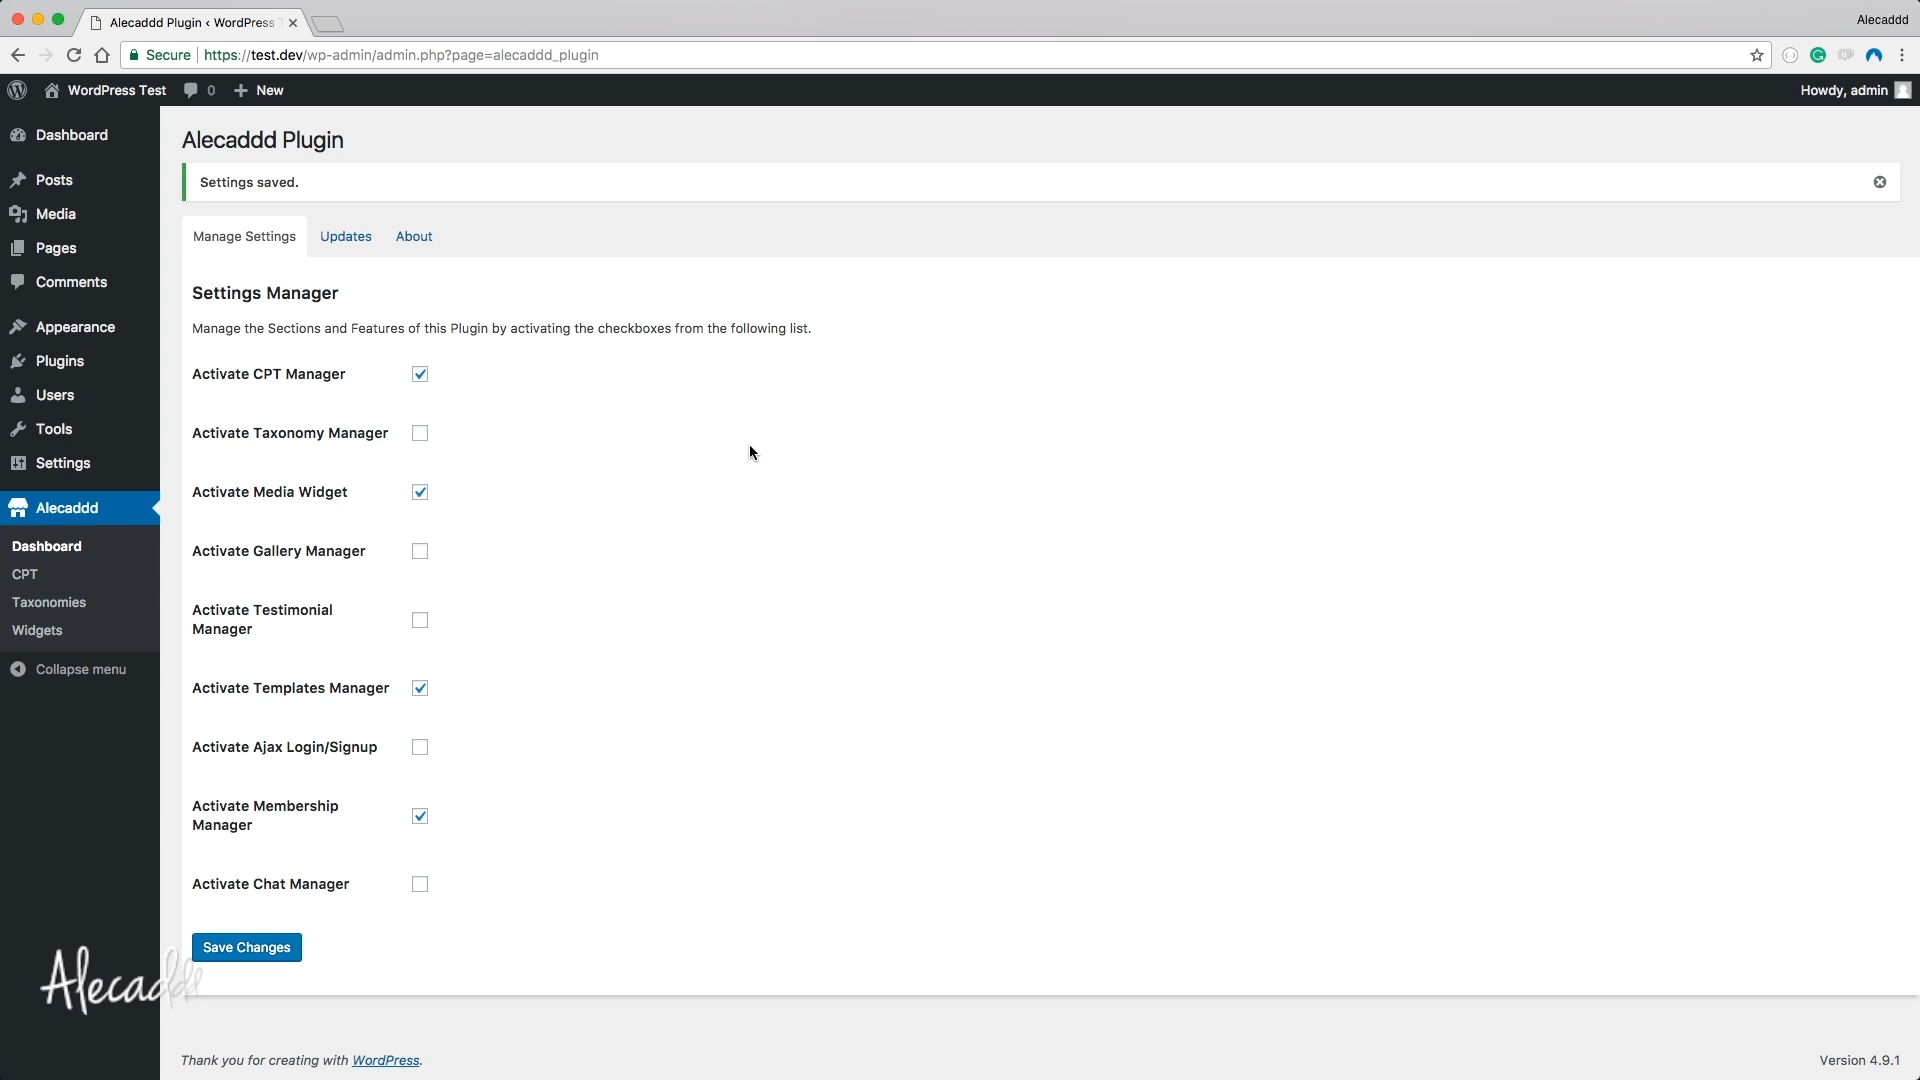 Alecaddd Plugin ‹ WordPress
Alecaddd
Secure
https://test.dev/wp-admin/admin.php?page=alecaddd_plugin
WordPress Test
0
New
Howdy, admin
Dashboard
Posts
Media
Pages
Comments
Appearance
Plugins
Users
Tools
Settings
Alecaddd
Dashboard
CPT
Taxonomies
Widgets
Collapse menu
Alecaddd Plugin
Settings saved.
Manage Settings
Updates
About
Settings Manager
Manage the Sections and Features of this Plugin by activating the checkboxes from the following list.
Activate CPT Manager
Activate Taxonomy Manager
Activate Media Widget
Activate Gallery Manager
Activate Testimonial
Manager
Activate Templates Manager
Activate Ajax Login/Signup
Activate Membership
Manager
Activate Chat Manager
Save Changes
Alecaddd
Thank you for creating with WordPress.
Version 4.9.1